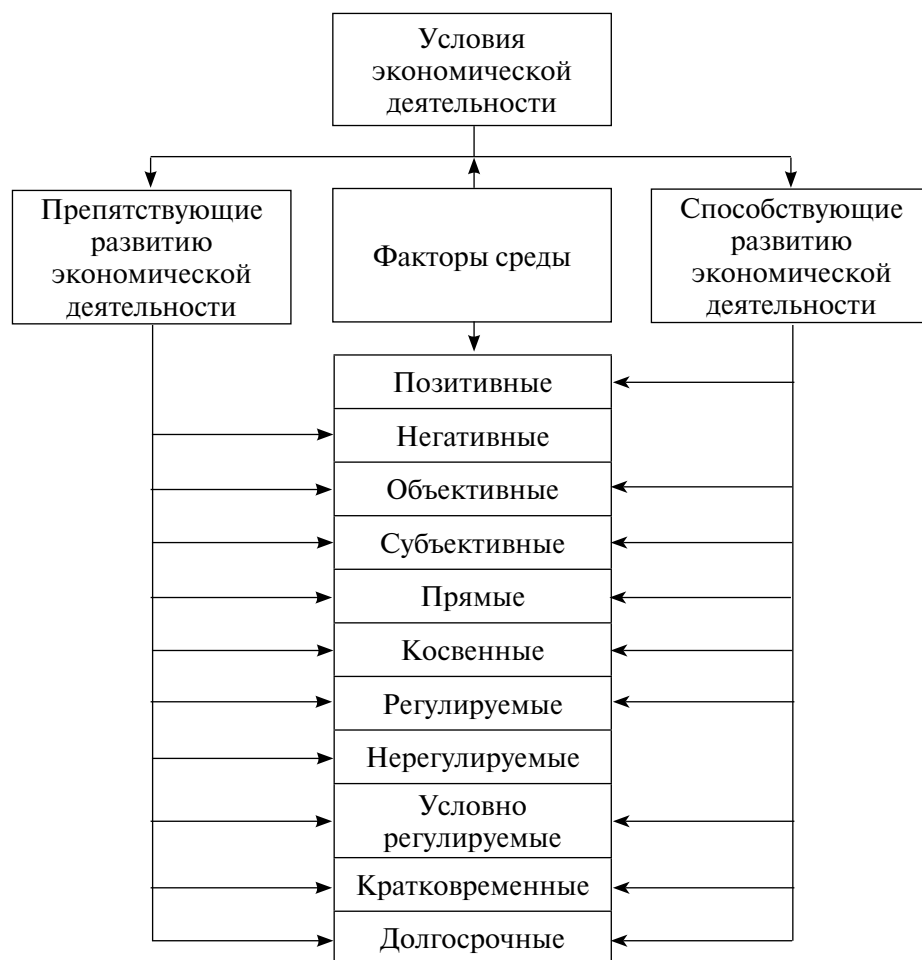 Условия
экономической
деятельности
Препятствующие
развитию
экономической
деятельности
Факторы среды
Способствующие
развитию
экономической
деятельности
Позитивные
Негативные
Объективные
Субъективные
Прямые
Косвенные
Регулируемые
Нерегулируемые
Условно
регулируемые
Кратковременные
Долгосрочные